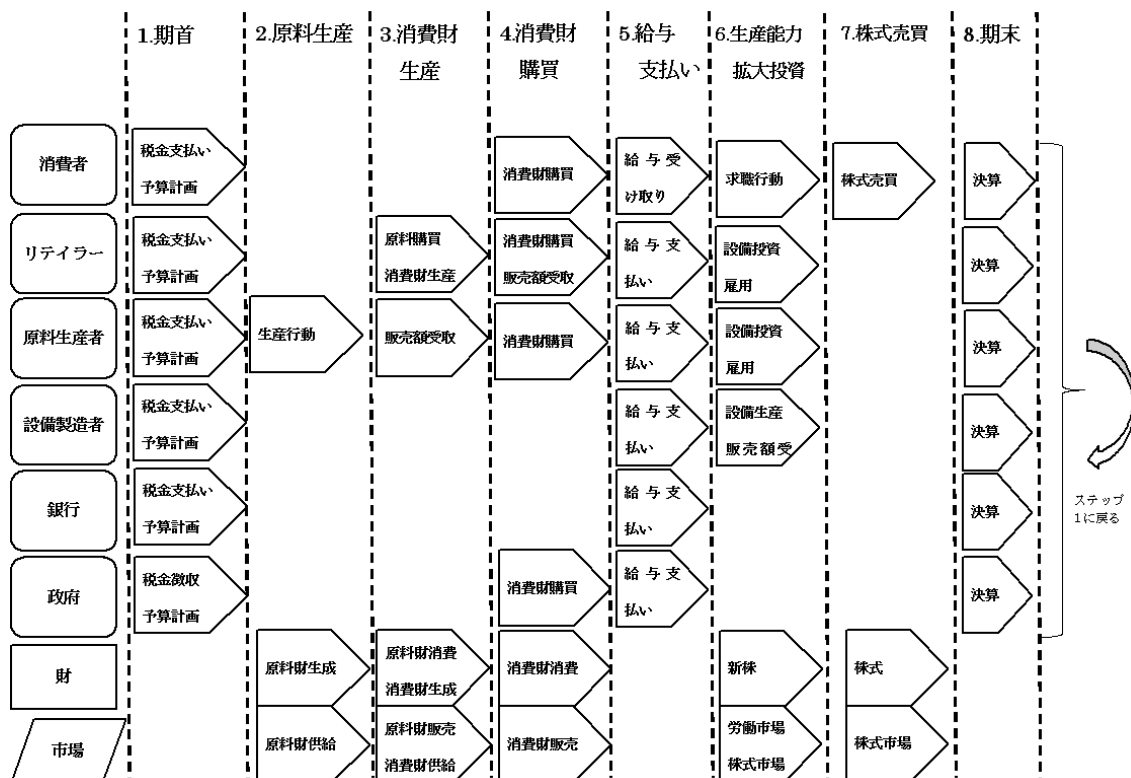 1.期首
2.原料生産
3.消費財
生産
4.消費財
購買
5.給与
支払い
6.生産能力
拡大投資
7.株式売買
8.期末
消費者
税金支払い
予算計画
消費財購買
給与受
け取り
求職行動
株式売買
決算
リテイラー
税金支払い
予算計画
原料購買
消費財生産
消費財購買
販売額受取
給与支
払い
設備投資
雇用
決算
原料生産者
税金支払い
予算計画
生産行動
販売額受取
消費財購買
給与支
払い
設備投資
雇用
決算
設備製造者
税金支払い
予算計画
給与支
払い
設備生産
販売額受
決算
銀行
税金支払い
予算計画
給与支
払い
決算
政府
税金徴収
予算計画
消費財購買
給与支
払い
決算
ステップ
1に戻る
財
原料財生成
原料財消費
消費財生成
消費財消費
新株
株式
市場
原料財供給
原料財販売
消費財供給
消費財販売
労働市場
株式市場
株式市場